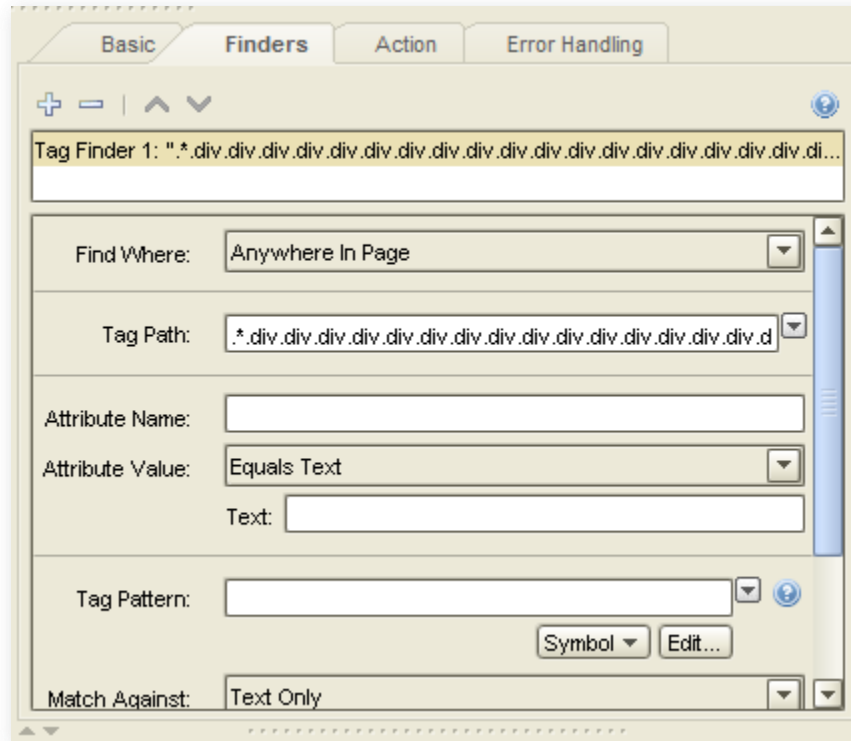 Basic Finders Action Error Handling
Tag Finder 1: ".*.div.div.div.div.div.div.div.div.div.div.div.div.div.div.div.div.div.di...
Find Where: Anywhere In Page
Tag Path: .*.div.div.div.div.div.div.div.div.div.div.div.div.div.div.div.d
Attribute Name:
Attribute Value: Equals Text
Text:
Tag Pattern:
Symbol Edit...
Match Against: Text Only